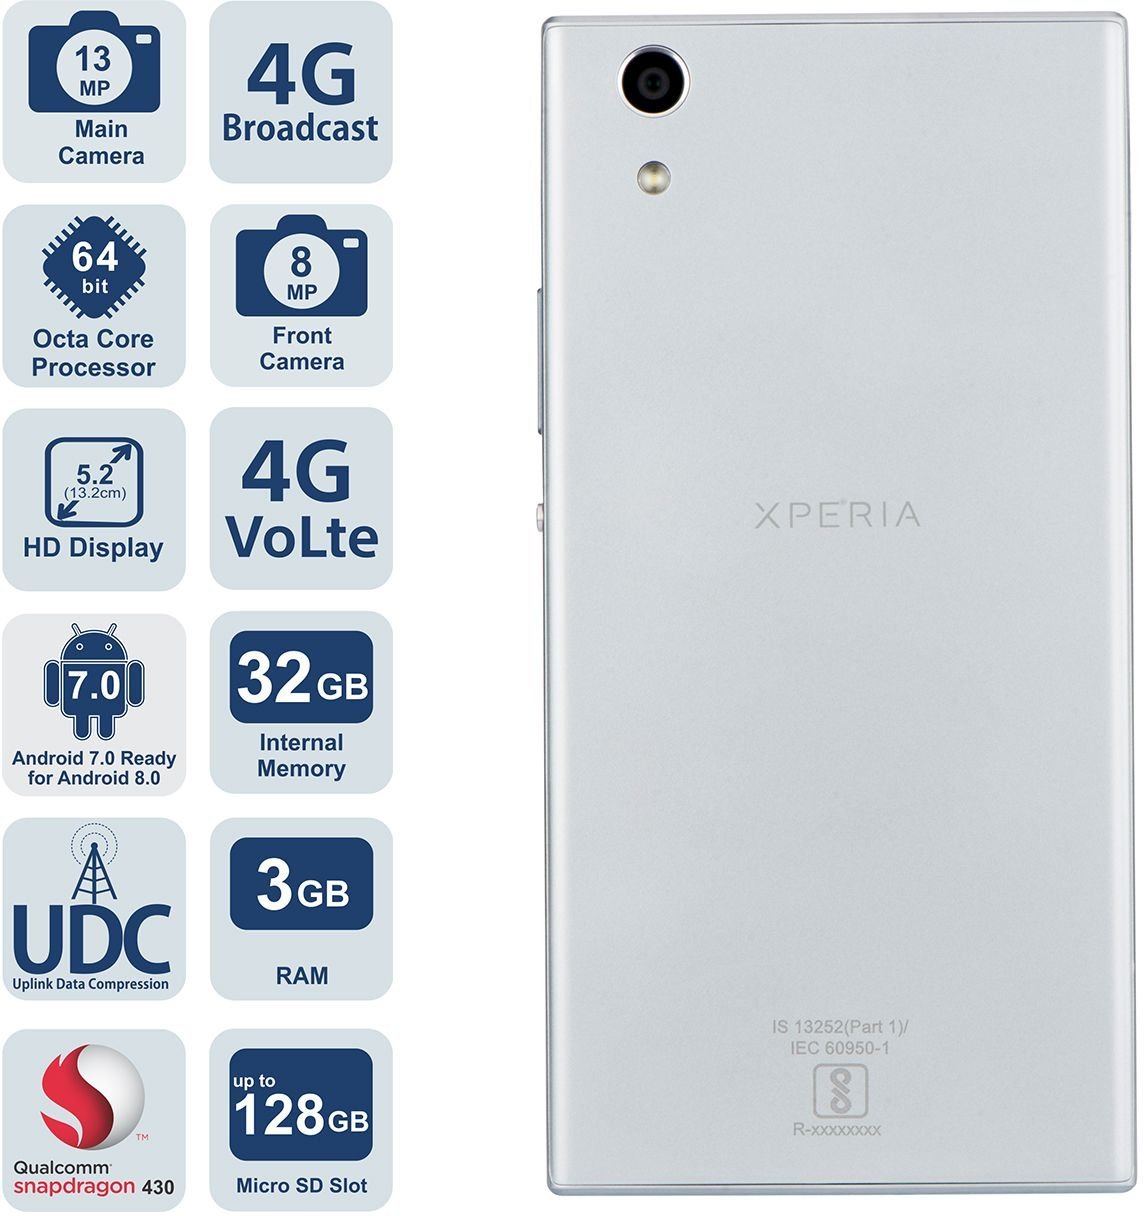 13
MP
Main
Camera
4G
Broadcast
64
bit
Octa Core
Processor
8
MP
Front
Camera
5.2
(13.2cm)
HD Display
4G
VoLte
7.0
Android 7.0 Ready
for Android 8.0
32GB
Internal
Memory
UDC
Uplink Data Compression
3GB
RAM
TM
Qualcomm
snapdragon 430
up to
128GB
Micro SD Slot
XPERIA
IS 13252(Part 1)/
IEC 60950-1
R-xxxxxxxx